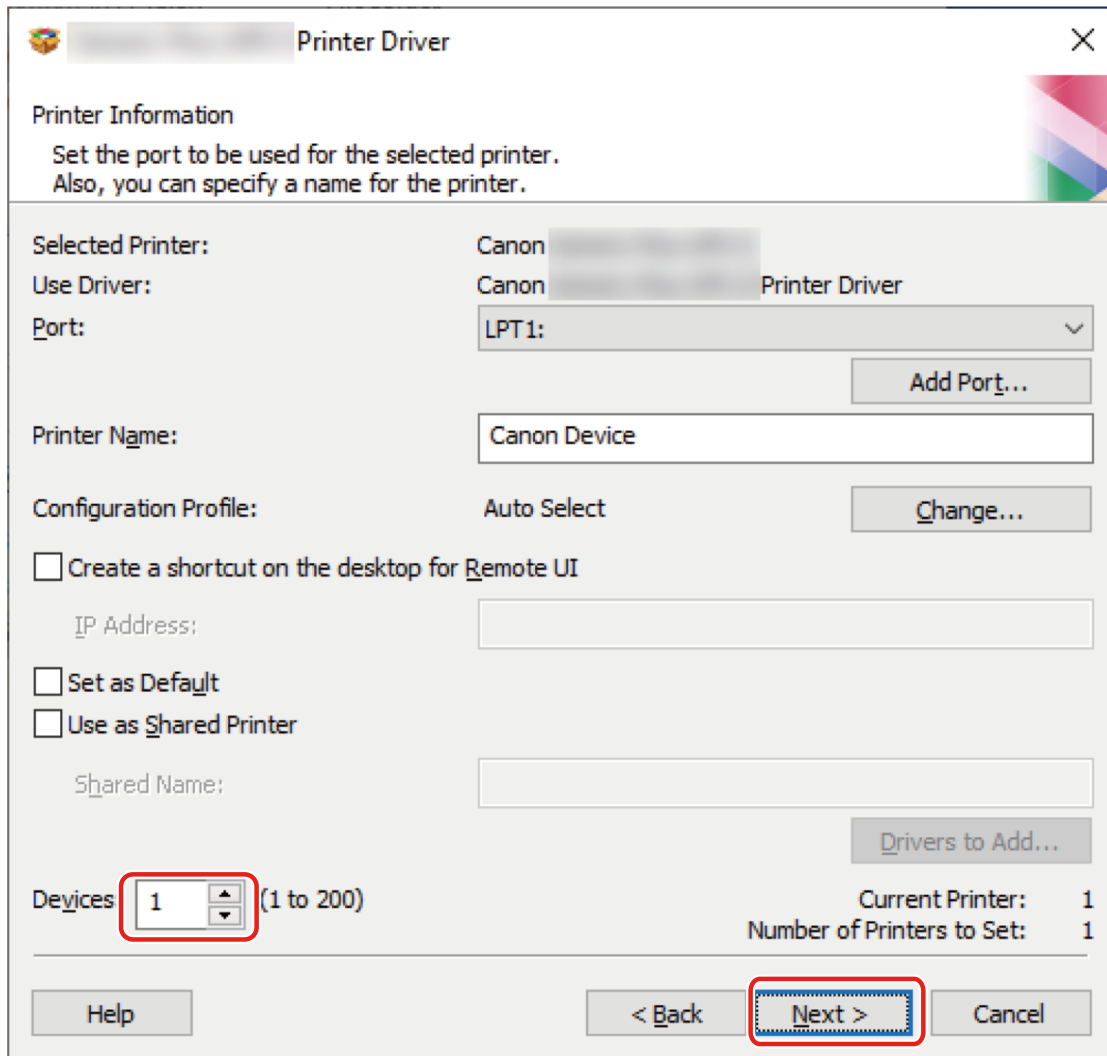 Printer Driver
Printer Information
Set the port to be used for the selected printer.
Also, you can specify a name for the printer.
Selected Printer: Canon
Use Driver: Canon Printer Driver
Port: LPT1:
Add Port...
Printer Name: Canon Device
Configuration Profile: Auto Select Change...
Create a shortcut on the desktop for Remote UI
IP Address:
Set as Default
Use as Shared Printer
Shared Name:
Drivers to Add...
Devices 1 (1 to 200) Current Printer: 1
Number of Printers to Set: 1
Help < Back Next > Cancel